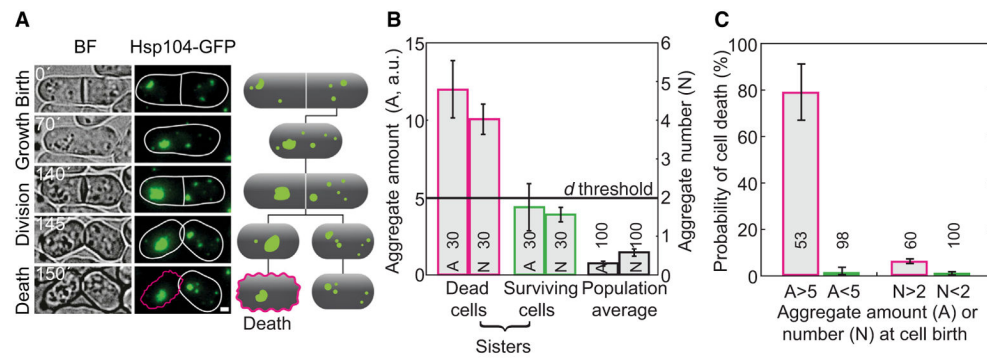 A
BF
Hsp104-GFP
Birth
0´
Growth
70´
Division
140´
145´
Death
150´
Death
B
Aggregate amount (A, a.u.)
15
10
5
0
6
5
4
3
2
1
0
Aggregate number (N)
d threshold
A 30
N 30
A 30
N 30
A 100
N 100
Dead cells
Surviving cells
Population average
Sisters
C
Probability of cell death (%)
100
80
60
40
20
0
53
98
60
100
A>5 A<5 N>2 N<2
Aggregate amount (A) or
number (N) at cell birth